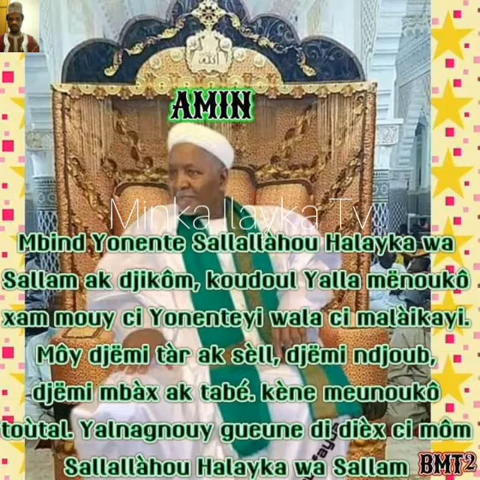 AMIN
Minka llayka Tv
Mbind Yonente Sallallàhou Halayka wa
Sallam ak djikôm, koudoul Yalla mënoukô
xam mouy ci Yonenteyi wala ci malàikayi.
Môy djëmi tàr ak sèll, djëmi ndjoub,
djëmi mbàx ak tabé. kène meunoukô
toùtal. Yalnagnouy gueune di dièx ci môm
Sallallàhou Halayka wa Sallam BMT2